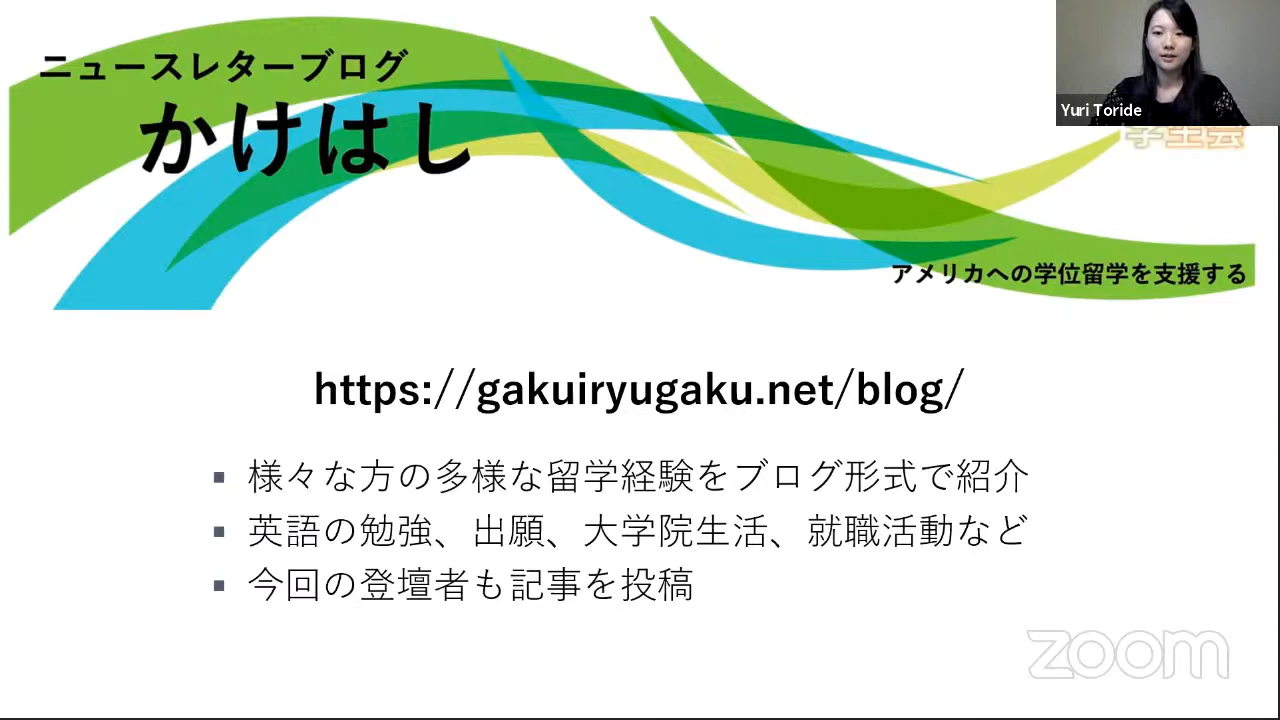 ニュースレターブログ
かけはし
Yuri Toride
学生会
アメリカへの学位留学を支援する
https://gakuiryugaku.net/blog/
▪ 様々な方の多様な留学経験をブログ形式で紹介
▪ 英語の勉強、出願、大学院生活、就職活動など
▪ 今回の登壇者も記事を投稿
zoom